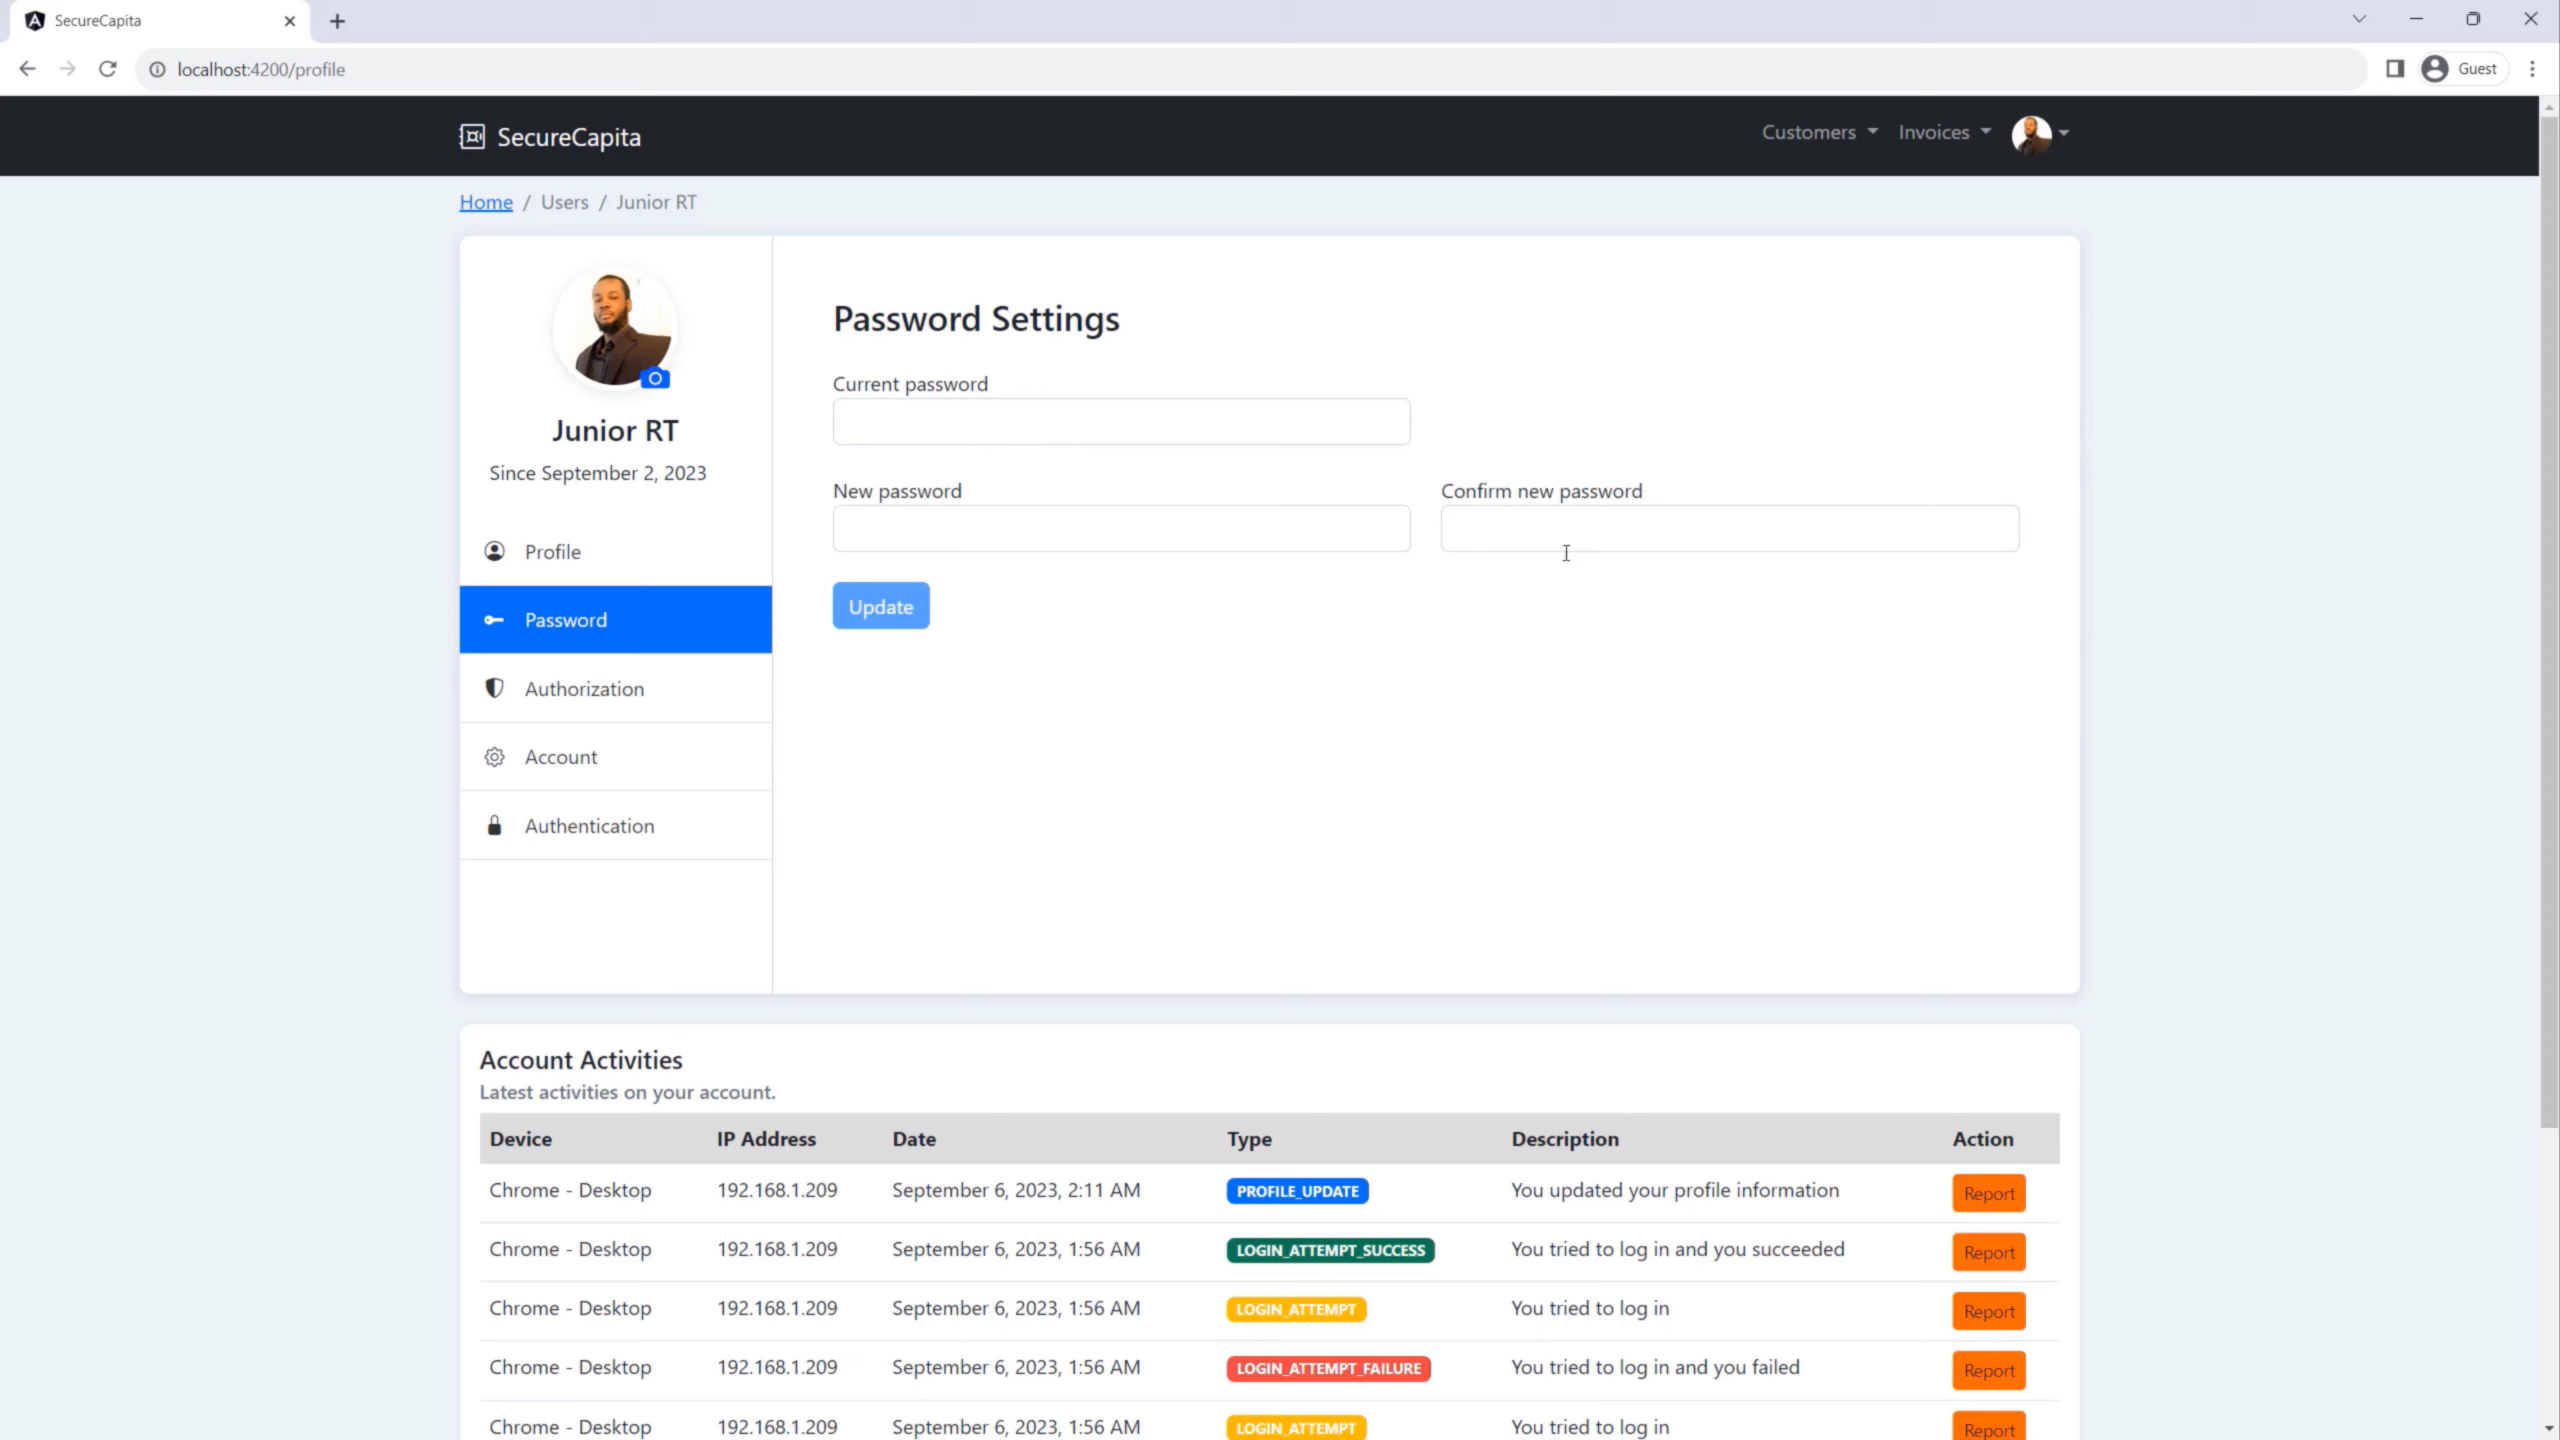 SecureCapita
localhost:4200/profile
Guest
SecureCapita
Customers
Invoices
Home / Users / Junior RT
Junior RT
Since September 2, 2023
Profile
Password
Authorization
Account
Authentication
Password Settings
Current password
New password
Confirm new password
Update
Account Activities
Latest activities on your account.
Device IP Address Date Type Description Action
Chrome - Desktop 192.168.1.209 September 6, 2023, 2:11 AM PROFILE_UPDATE You updated your profile information Report
Chrome - Desktop 192.168.1.209 September 6, 2023, 1:56 AM LOGIN_ATTEMPT_SUCCESS You tried to log in and you succeeded Report
Chrome - Desktop 192.168.1.209 September 6, 2023, 1:56 AM LOGIN_ATTEMPT You tried to log in Report
Chrome - Desktop 192.168.1.209 September 6, 2023, 1:56 AM LOGIN_ATTEMPT_FAILURE You tried to log in and you failed Report
Chrome - Desktop 192.168.1.209 September 6, 2023, 1:56 AM LOGIN_ATTEMPT You tried to log in Report